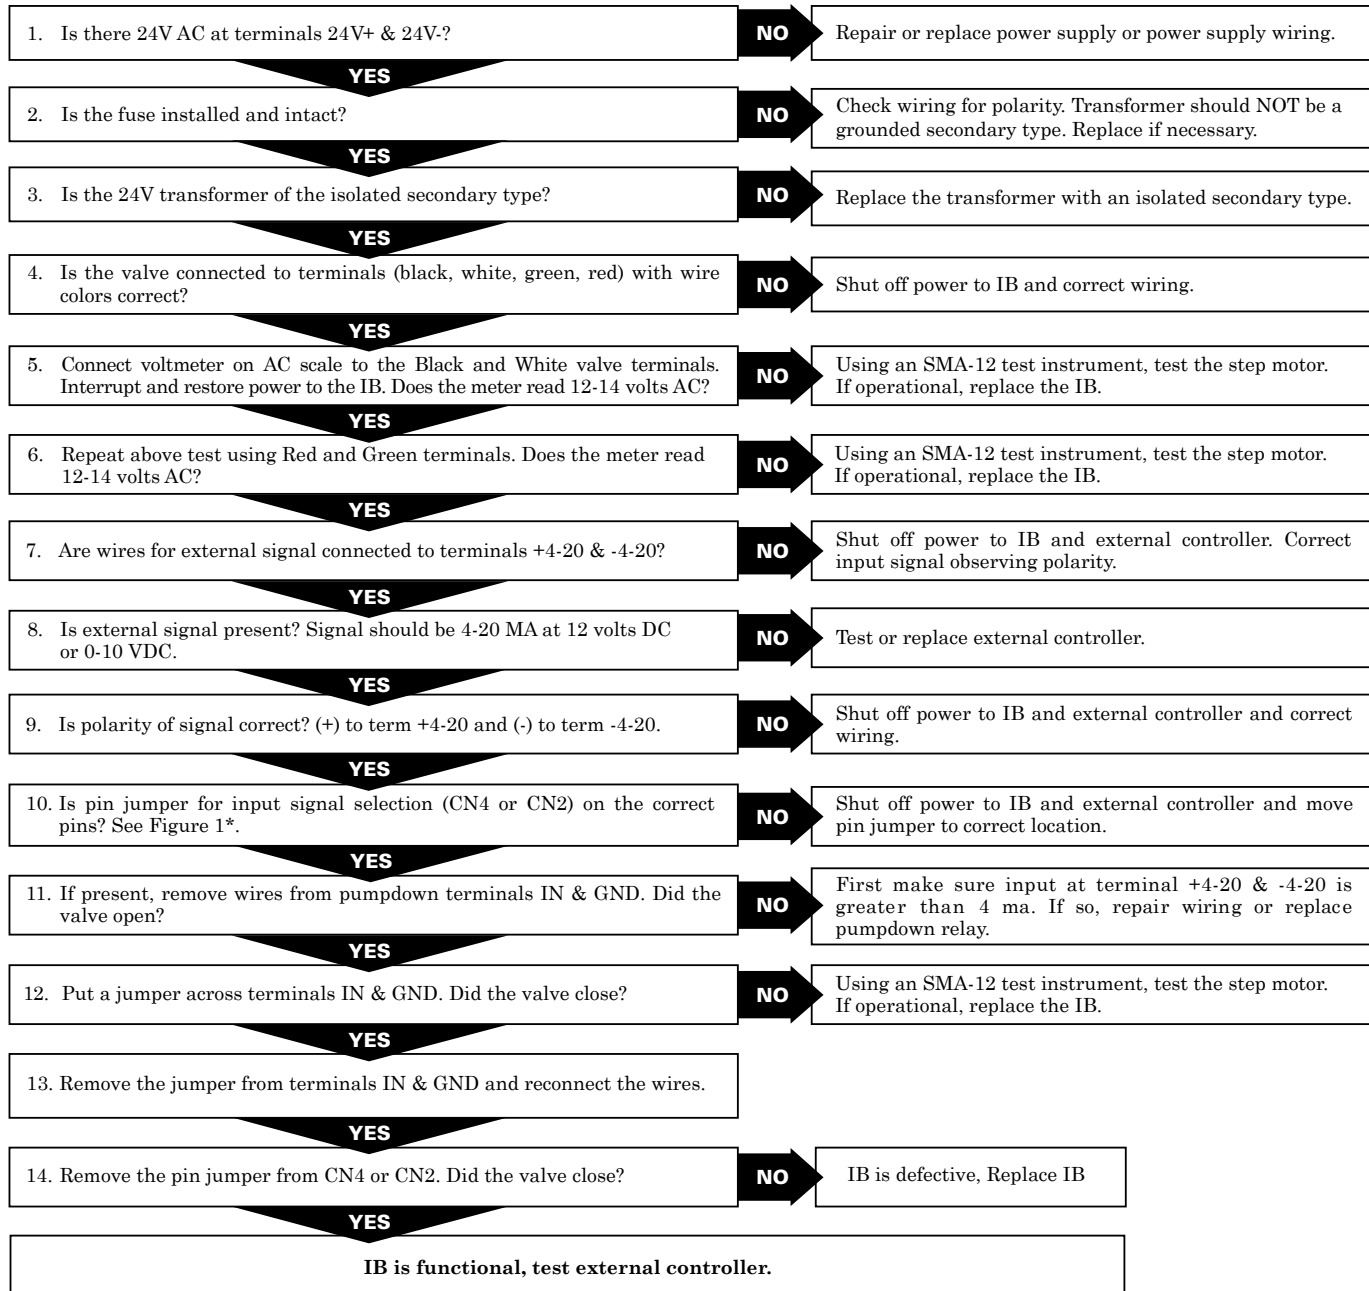 1. Is there 24V AC at terminals 24V+ & 24V-?
NO
Repair or replace power supply or power supply wiring.
YES
2. Is the fuse installed and intact?
NO
Check wiring for polarity. Transformer should NOT be a
grounded secondary type. Replace if necessary.
YES
3. Is the 24V transformer of the isolated secondary type?
NO
Replace the transformer with an isolated secondary type.
YES
4. Is the valve connected to terminals (black, white, green, red) with wire
colors correct?
NO
Shut off power to IB and correct wiring.
YES
5. Connect voltmeter on AC scale to the Black and White valve terminals.
Interrupt and restore power to the IB. Does the meter read 12-14 volts AC?
NO
Using an SMA-12 test instrument, test the step motor.
If operational, replace the IB.
YES
6. Repeat above test using Red and Green terminals. Does the meter read
12-14 volts AC?
NO
Using an SMA-12 test instrument, test the step motor.
If operational, replace the IB.
YES
7. Are wires for external signal connected to terminals +4-20 & -4-20?
NO
Shut off power to IB and external controller. Correct
input signal observing polarity.
YES
8. Is external signal present? Signal should be 4-20 MA at 12 volts DC
or 0-10 VDC.
NO
Test or replace external controller.
YES
9. Is polarity of signal correct? (+) to term +4-20 and (-) to term -4-20.
NO
Shut off power to IB and external controller and correct
wiring.
YES
10. Is pin jumper for input signal selection (CN4 or CN2) on the correct
pins? See Figure 1*.
NO
Shut off power to IB and external controller and move
pin jumper to correct location.
YES
11. If present, remove wires from pumpdown terminals IN & GND. Did the
valve open?
NO
First make sure input at terminal +4-20 & -4-20 is
greater than 4 ma. If so, repair wiring or replace
pumpdown relay.
YES
12. Put a jumper across terminals IN & GND. Did the valve close?
NO
Using an SMA-12 test instrument, test the step motor.
If operational, replace the IB.
YES
13. Remove the jumper from terminals IN & GND and reconnect the wires.
YES
14. Remove the pin jumper from CN4 or CN2. Did the valve close?
NO
IB is defective, Replace IB
YES
IB is functional, test external controller.